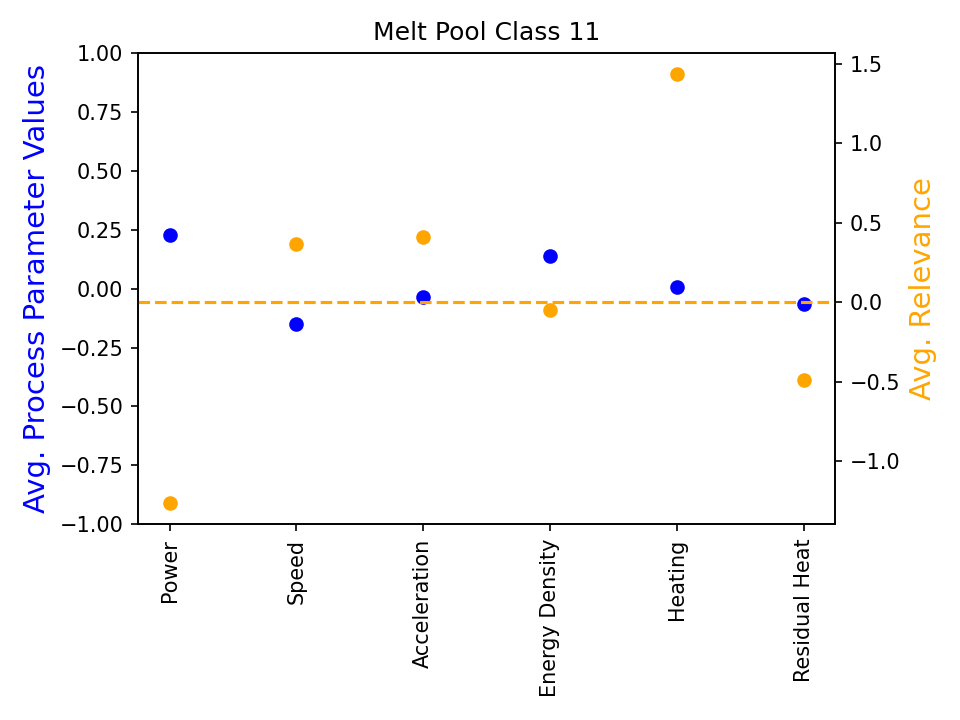 Melt Pool Class 11
Avg. Process Parameter Values
1.00
0.75
0.50
0.25
0.00
−0.25
−0.50
−0.75
−1.00
1.5
1.0
0.5
0.0
−0.5
−1.0
Avg. Relevance
Power
Speed
Acceleration
Energy Density
Heating
Residual Heat